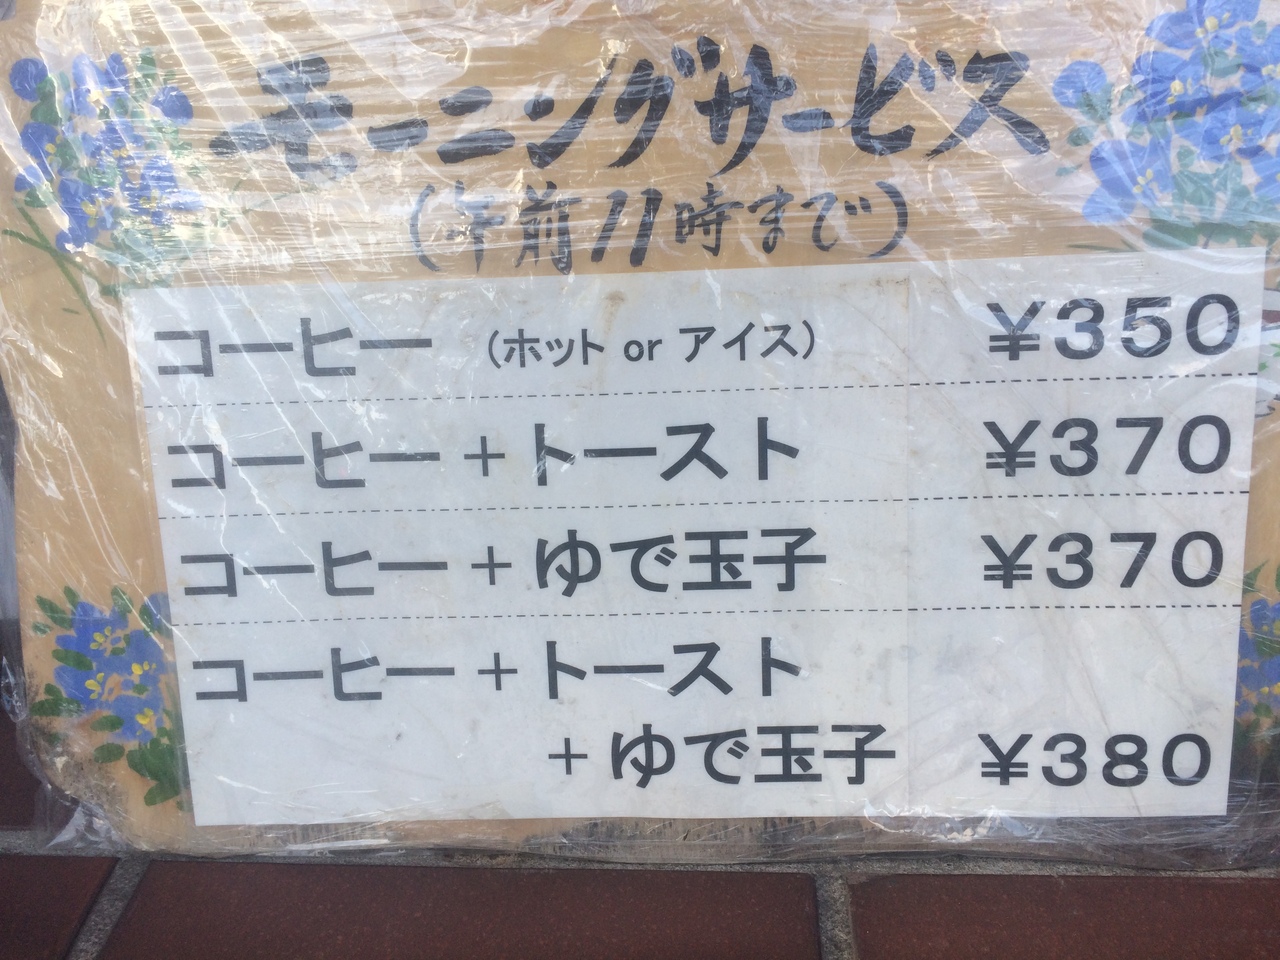 モーニングサービス
(午前11時まで)
コーヒー (ホット or アイス) ¥350
コーヒー+トースト ¥370
コーヒー+ゆで玉子 ¥370
コーヒー+トースト
+ゆで玉子 ¥380